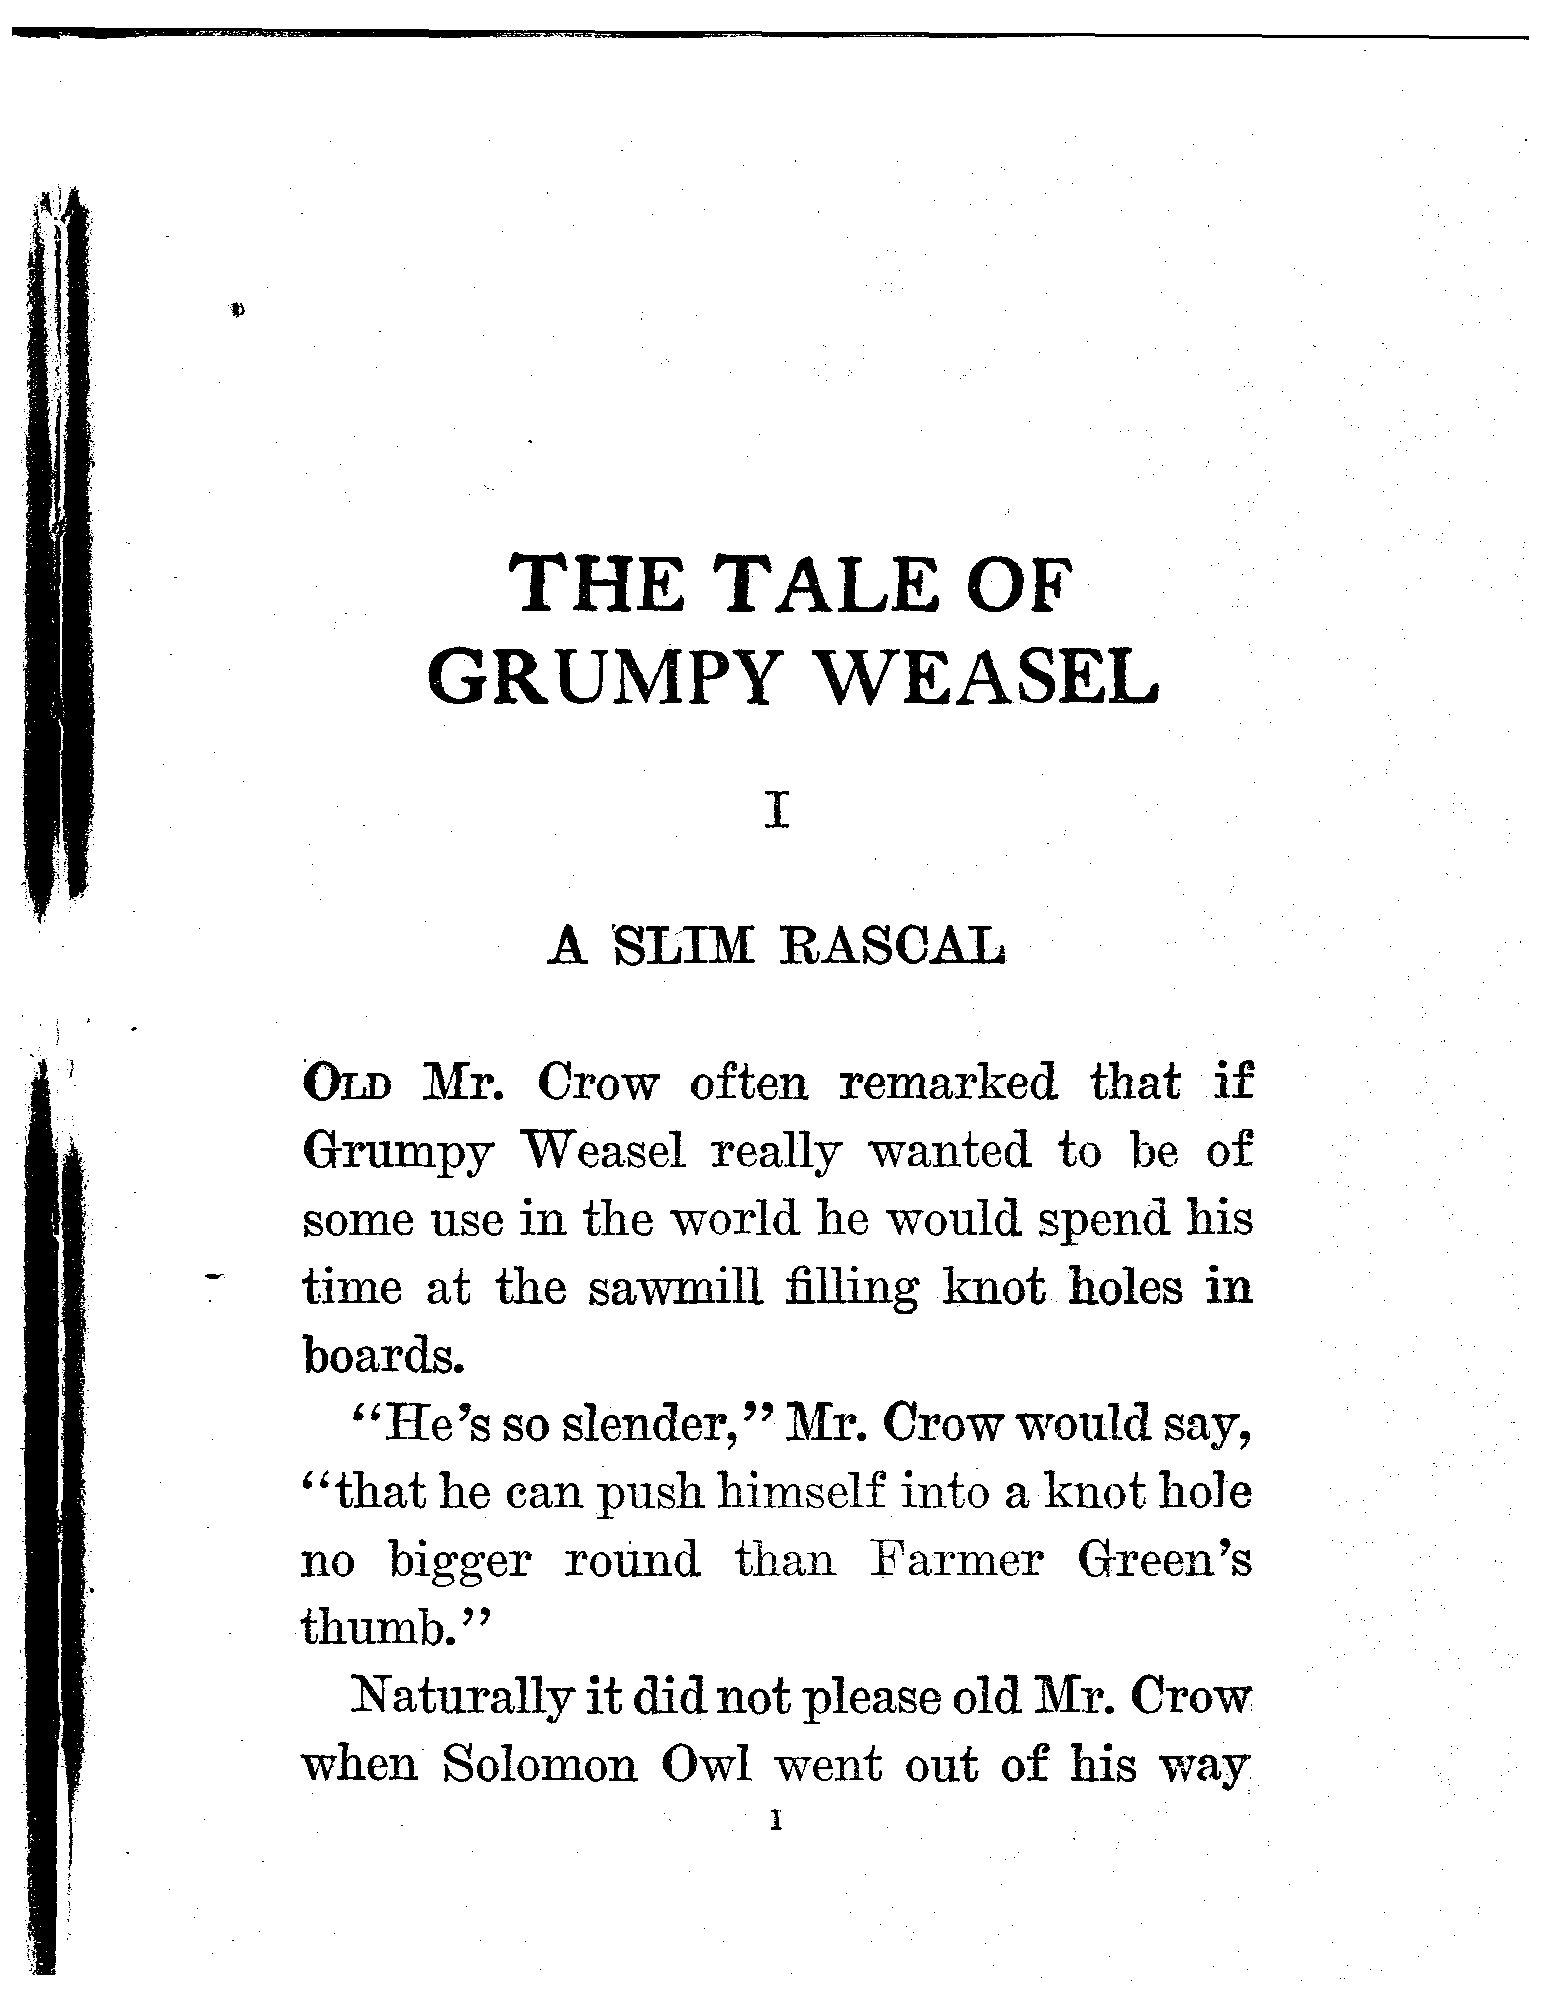 THE TALE OF
GRUMPY WEASEL
I
A SLIM RASCAL
OLD Mr. Crow often remarked that if
Grumpy Weasel really wanted to be of
some use in the world he would spend his
time at the sawmill filling knot holes in
boards.
"He's so slender," Mr. Crow would say,
"that he can push himself into a knot hole
no bigger round than Farmer Green's
thumb."
Naturally it did not please old Mr. Crow
when Solomon Owl went out of his way
1